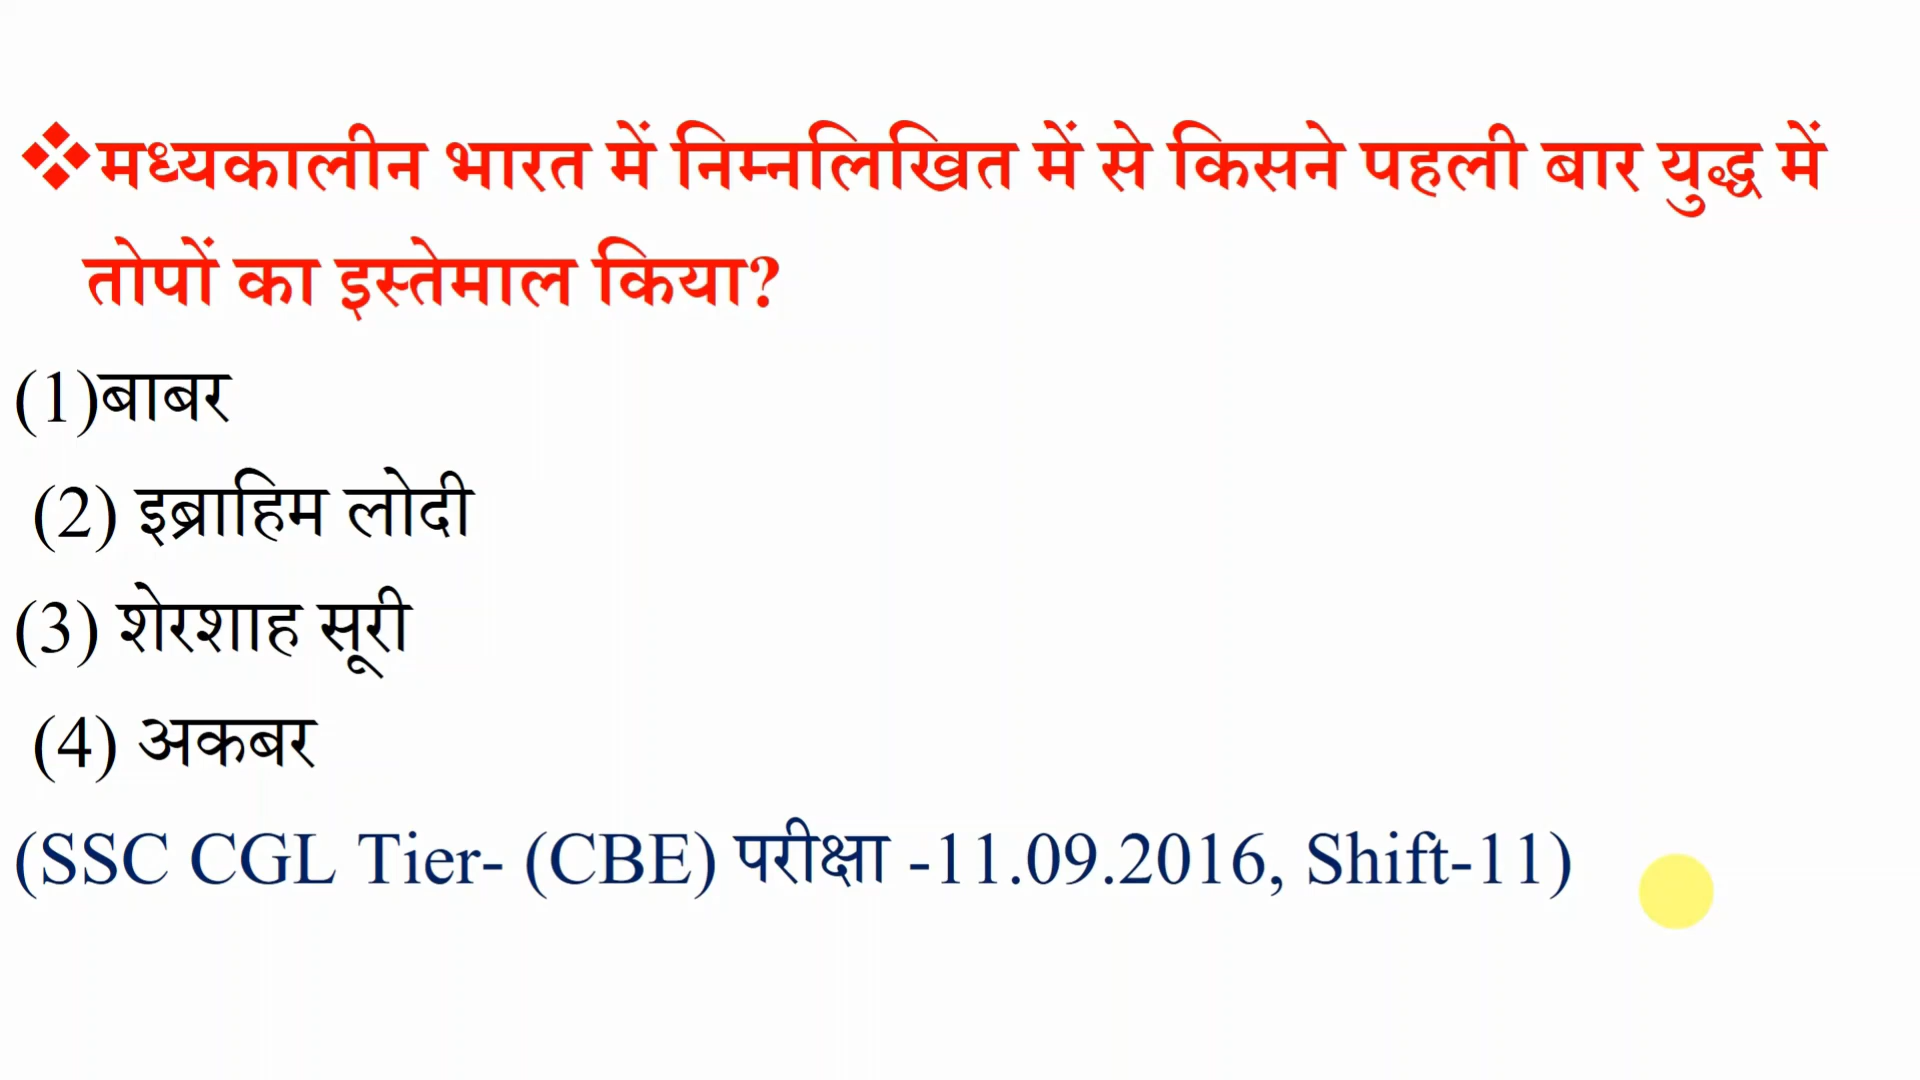 ❖मध्यकालीन भारत में निम्नलिखित में से किसने पहली बार युद्ध में
तोपों का इस्तेमाल किया?
(1)बाबर
(2) इब्राहिम लोदी
(3) शेरशाह सूरी
(4) अकबर
(SSC CGL Tier- (CBE) परीक्षा -11.09.2016, Shift-11)